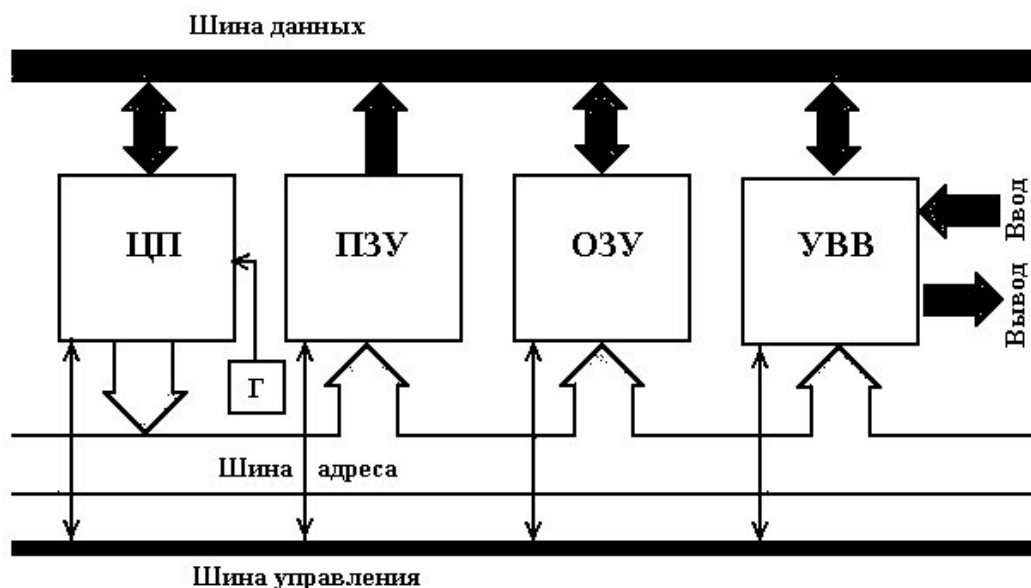 Шина данных
ЦП
ПЗУ
ОЗУ
УВВ
Ввод
Вывод
Г
Шина адреса
Шина управления